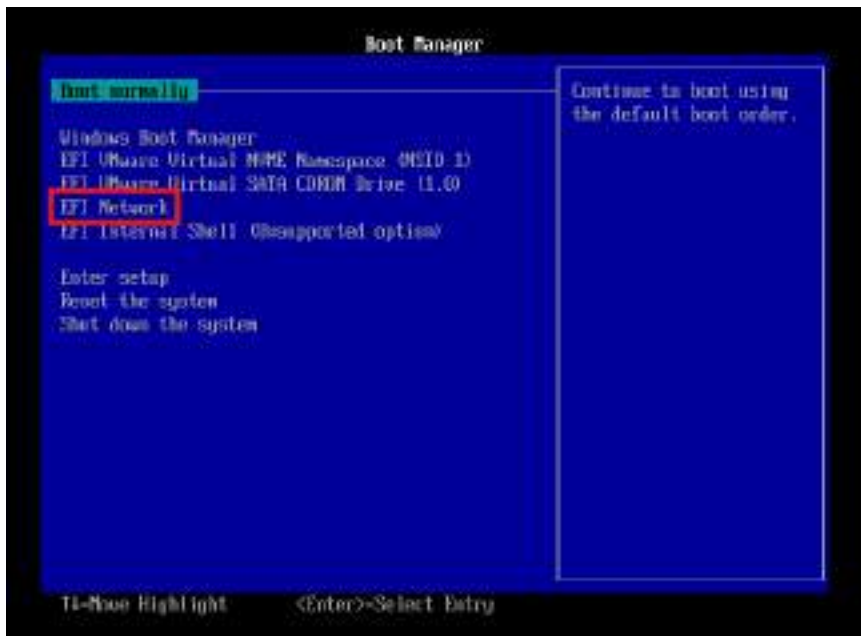 Boot Manager
Boot normally
Continue to boot using
the default boot order.
Windows Boot Manager
EFI VMware Virtual NVME Namespace (NSID 1)
EFI VMware Virtual SATA CDROM Drive (1.0)
EFI Network
EFI Internal Shell (Unsupported option)
Enter setup
Reset the system
Shut down the system
↑↓=Move Highlight <Enter>=Select Entry